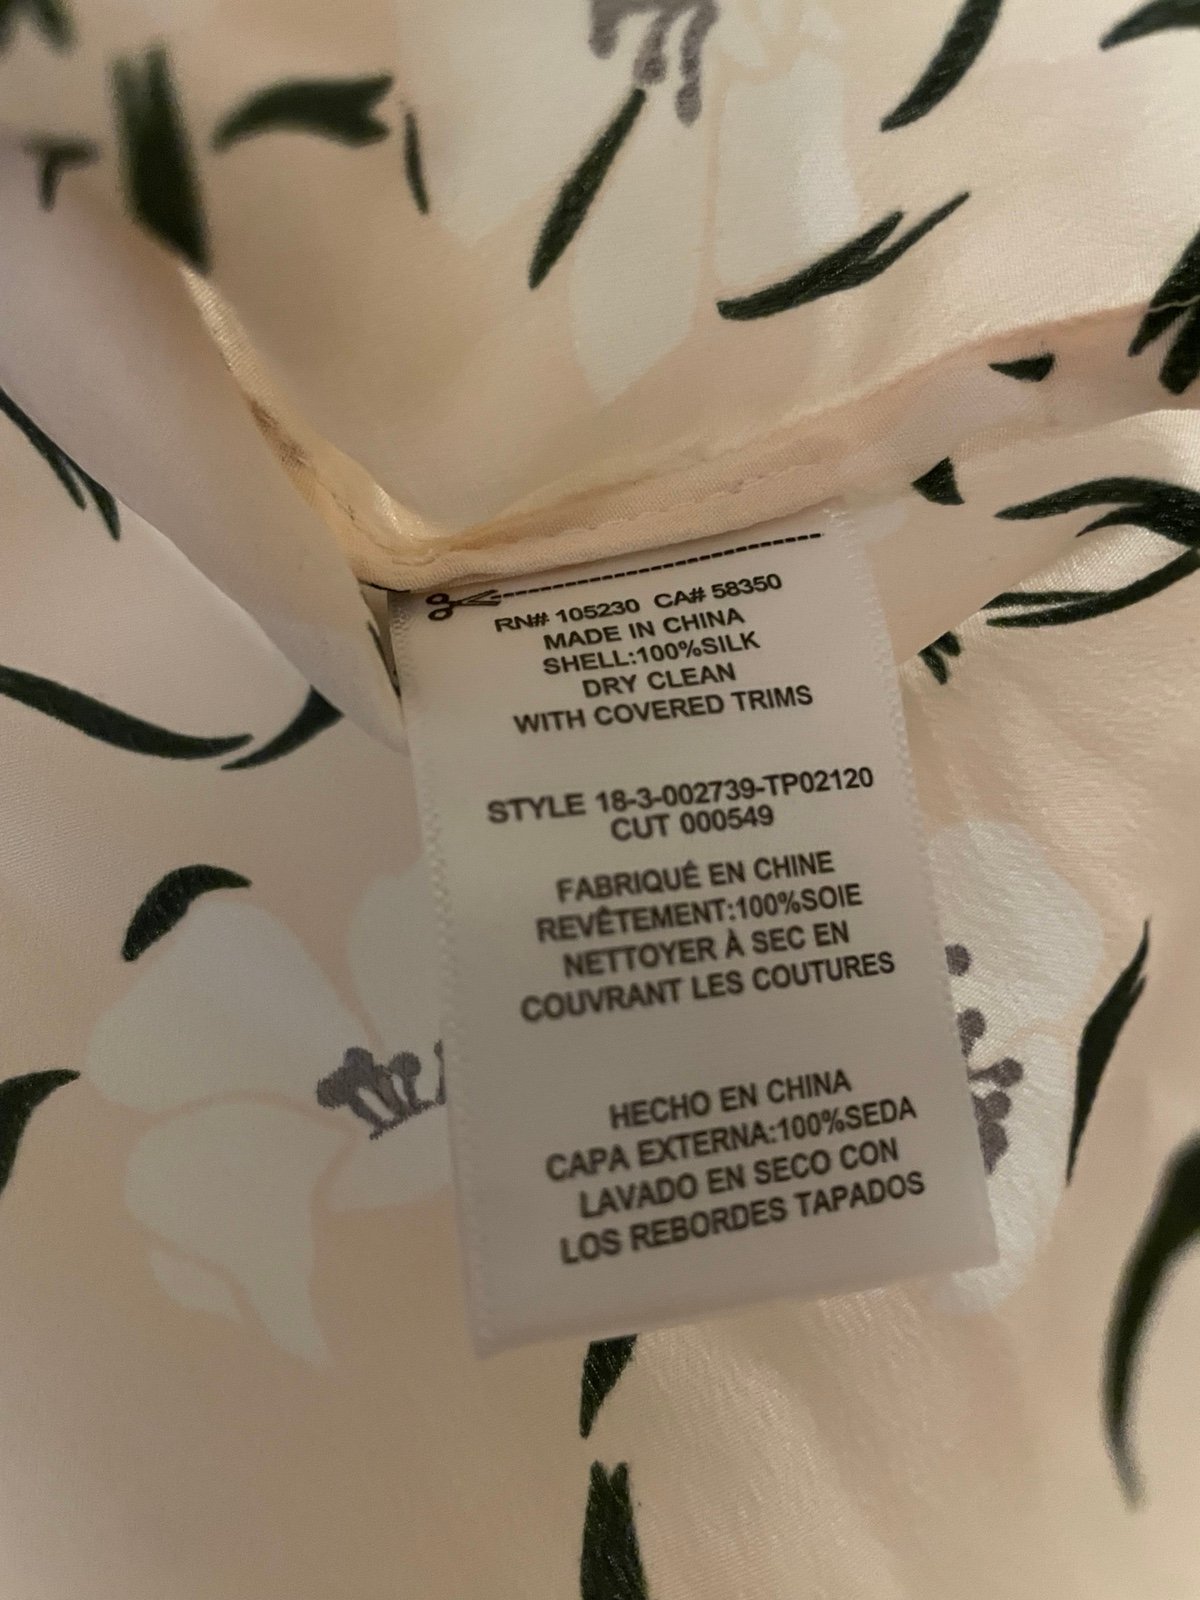 RN# 105230 CA# 58350
MADE IN CHINA
SHELL:100%SILK
DRY CLEAN
WITH COVERED TRIMS
STYLE 18-3-002739-TP02120
CUT 000549
FABRIQUÉ EN CHINE
REVÊTEMENT:100%SOIE
NETTOYER À SEC EN
COUVRANT LES COUTURES
HECHO EN CHINA
CAPA EXTERNA:100%SEDA
LAVADO EN SECO CON
LOS REBORDES TAPADOS